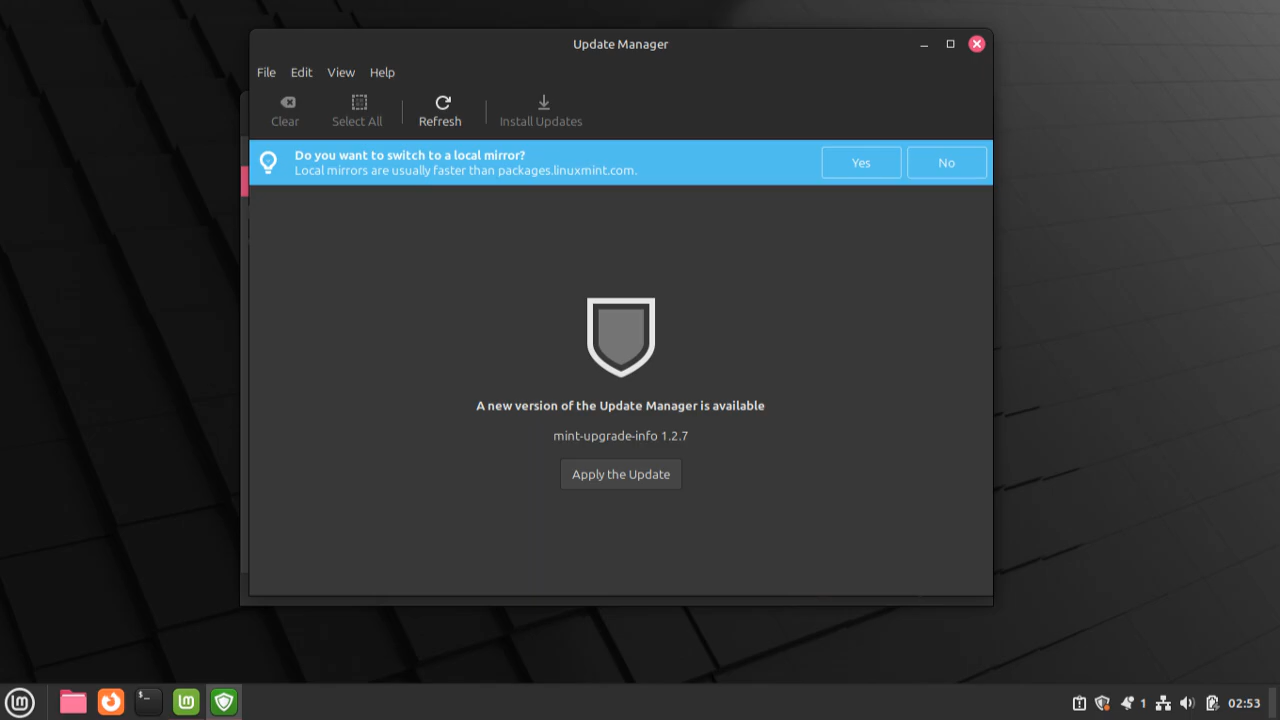 Update Manager
File Edit View Help
Clear Select All Refresh Install Updates
Do you want to switch to a local mirror?
Local mirrors are usually faster than packages.linuxmint.com.
Yes No
A new version of the Update Manager is available
mint-upgrade-info 1.2.7
Apply the Update
$_ lm 1 02:53